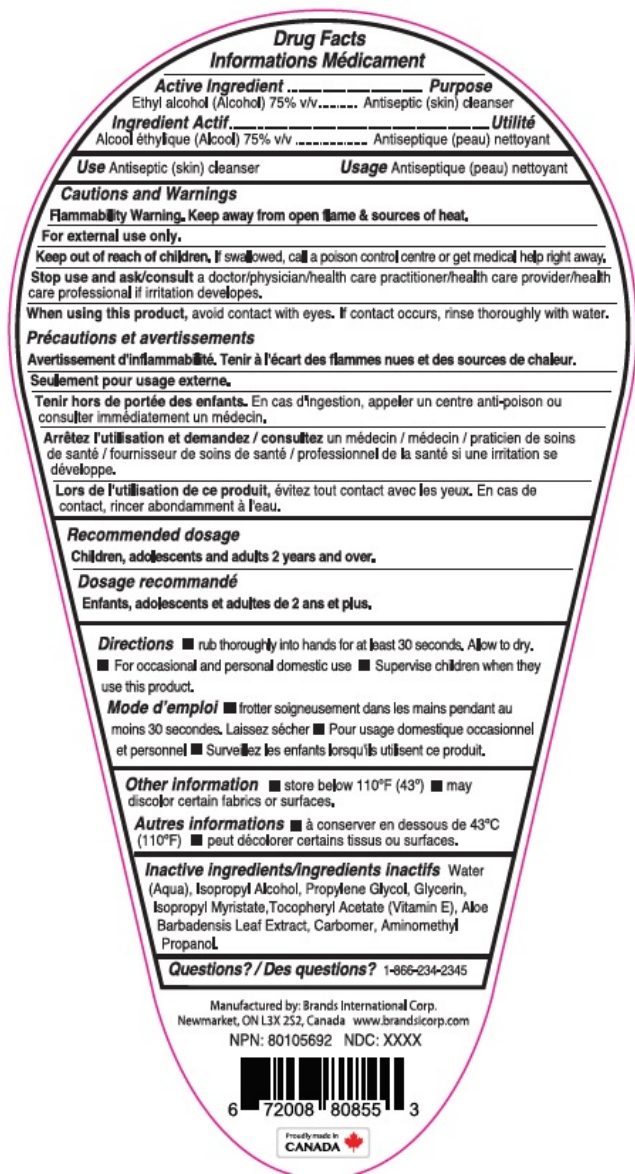 Drug Facts
Informations Médicament
Active Ingredient ........................ Purpose
Ethyl alcohol (Alcohol) 75% v/v........ Antiseptic (skin) cleanser
Ingredient Actif........................Utilité
Alcool éthylique (Alcool) 75% v/v ........ Antiseptique (peau) nettoyant
Use Antiseptic (skin) cleanser Usage Antiseptique (peau) nettoyant
Cautions and Warnings
Flammability Warning. Keep away from open flame & sources of heat.
For external use only.
Keep out of reach of children. If swallowed, call a poison control centre or get medical help right away.
Stop use and ask/consult a doctor/physician/health care practitioner/health care provider/health
care professional if irritation developes.
When using this product, avoid contact with eyes. If contact occurs, rinse thoroughly with water.
Précautions et avertissements
Avertissement d'inflammabilité. Tenir à l'écart des flammes nues et des sources de chaleur.
Seulement pour usage externe.
Tenir hors de portée des enfants. En cas d'ingestion, appeler un centre anti-poison ou
consulter immédiatement un médecin.
Arrêtez l'utilisation et demandez / consultez un médecin / médecin / praticien de soins
de santé / fournisseur de soins de santé / professionnel de la santé si une irritation se
développe.
Lors de l'utilisation de ce produit, évitez tout contact avec les yeux. En cas de
contact, rincer abondamment à l'eau.
Recommended dosage
Children, adolescents and adults 2 years and over.
Dosage recommandé
Enfants, adolescents et adultes de 2 ans et plus.
Directions ■ rub thoroughly into hands for at least 30 seconds. Allow to dry.
■ For occasional and personal domestic use ■ Supervise children when they
use this product.
Mode d'emploi ■ frotter soigneusement dans les mains pendant au
moins 30 secondes. Laissez sécher ■ Pour usage domestique occasionnel
et personnel ■ Surveillez les enfants lorsqu'ils utilisent ce produit.
Other information ■ store below 110°F (43°) ■ may
discolor certain fabrics or surfaces.
Autres informations ■ à conserver en dessous de 43°C
(110°F) ■ peut décolorer certains tissus ou surfaces.
Inactive ingredients/ingredients inactifs Water
(Aqua), Isopropyl Alcohol, Propylene Glycol, Glycerin,
Isopropyl Myristate,Tocopheryl Acetate (Vitamin E), Aloe
Barbadensis Leaf Extract, Carbomer, Aminomethyl
Propanol.
Questions? / Des questions? 1-866-234-2345
Manufactured by: Brands International Corp.
Newmarket, ON L3X 2S2, Canada www.brandsicorp.com
NPN: 80105692 NDC: XXXX
6 72008 80855 3
Proudly made in
CANADA